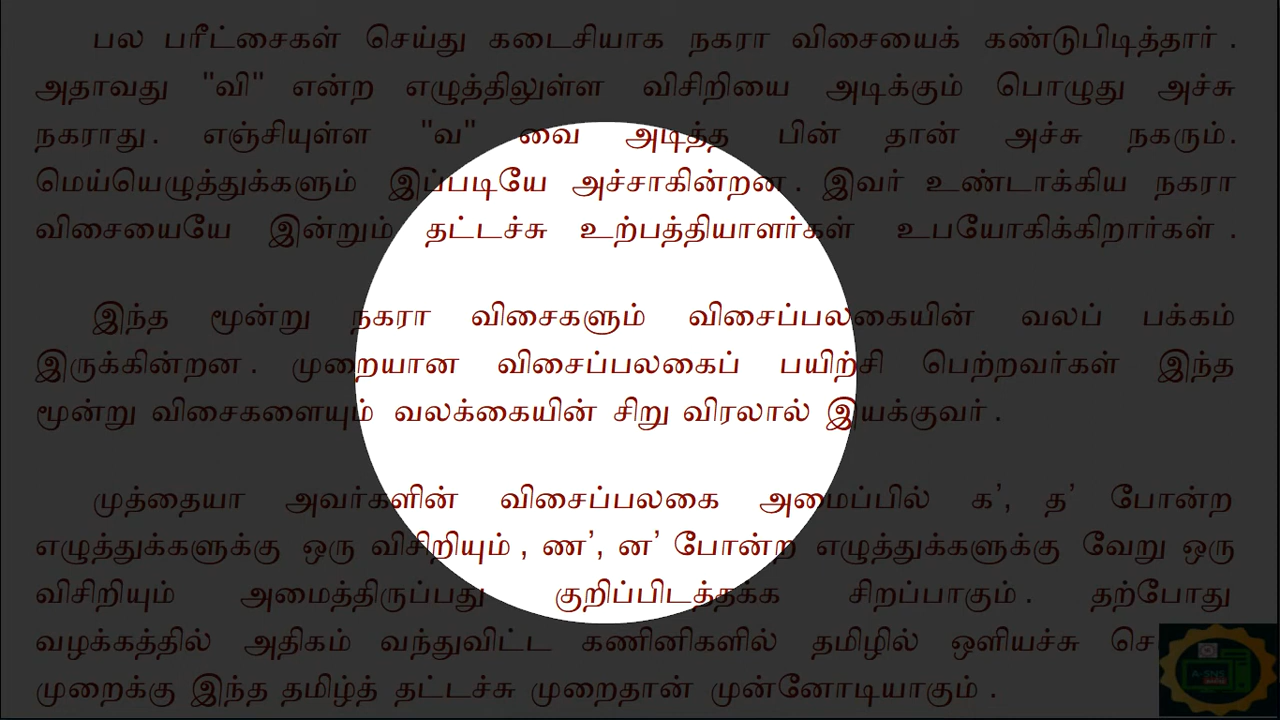 பல பரீட்சைகள் செய்து கடைசியாக நகரா விசையைக் கண்டுபிடித்தார் .
அதாவது "வி" என்ற எழுத்திலுள்ள விசிறியை அடிக்கும் பொழுது அச்சு
நகராது. எஞ்சியுள்ள "வ" வை அடித்த பின் தான் அச்சு நகரும்.
மெய்யெழுத்துக்களும் இப்படியே அச்சாகின்றன . இவர் உண்டாக்கிய நகரா
விசையையே இன்றும் தட்டச்சு உற்பத்தியாளர்கள் உபயோகிக்கிறார்கள் .
இந்த மூன்று நகரா விசைகளும் விசைப்பலகையின் வலப் பக்கம்
இருக்கின்றன . முறையான விசைப்பலகைப் பயிற்சி பெற்றவர்கள் இந்த
மூன்று விசைகளையும் வலக்கையின் சிறு விரலால் இயக்குவர் .
முத்தையா அவர்களின் விசைப்பலகை அமைப்பில் க’, த’ போன்ற
எழுத்துக்களுக்கு ஒரு விசிறியும் , ண’, ன’ போன்ற எழுத்துக்களுக்கு வேறு ஒரு
விசிறியும் அமைத்திருப்பது குறிப்பிடத்தக்க சிறப்பாகும் . தற்போது
வழக்கத்தில் அதிகம் வந்துவிட்ட கணினிகளில் தமிழில் ஒளியச்சு
முறைக்கு இந்த தமிழ்த் தட்டச்சு முறைதான் முன்னோடியாகும் .